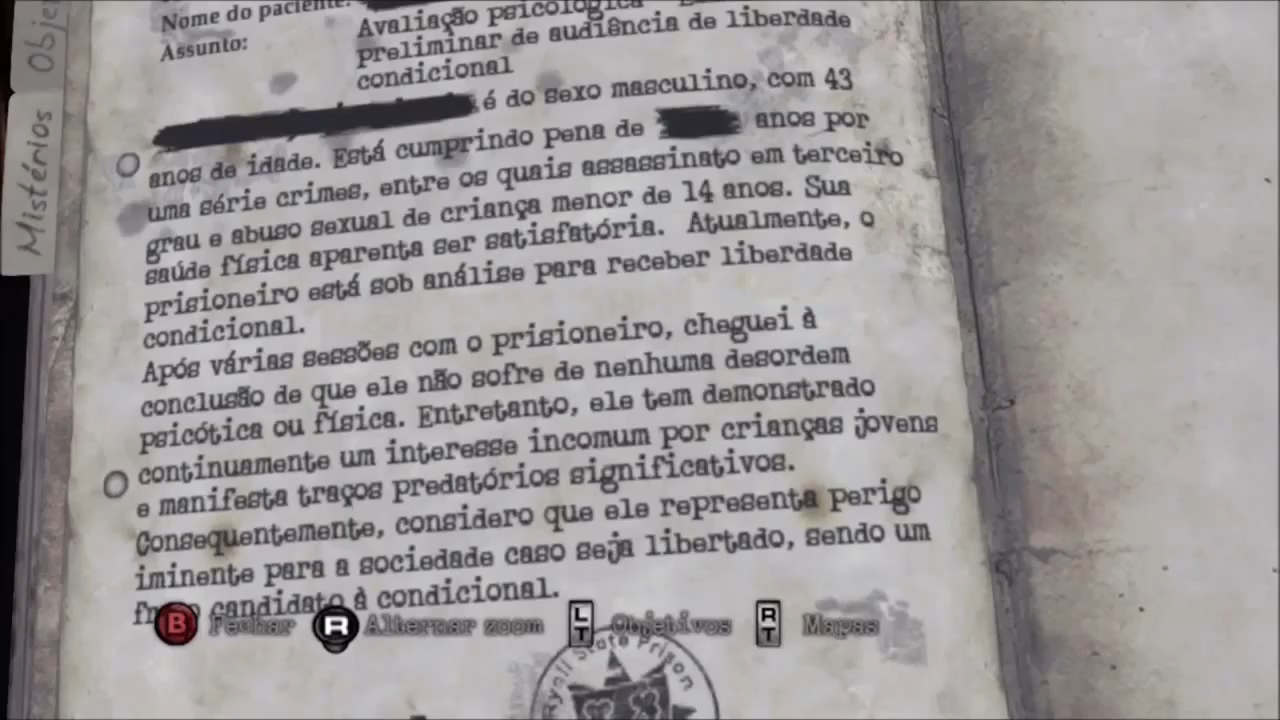 Obje
Mistérios
Nome do paciente:
Assunto:
Avaliação psicológica
preliminar de audiência de liberdade
condicional
é do sexo masculino, com 43
anos de idade. Está cumprindo pena de anos por
uma série crimes, entre os quais assassinato em terceiro
grau e abuso sexual de criança menor de 14 anos. Sua
saúde física aparenta ser satisfatória. Atualmente, o
prisioneiro está sob análise para receber liberdade
condicional.
Após várias sessões com o prisioneiro, cheguei à
conclusão de que ele não sofre de nenhuma desordem
psicótica ou física. Entretanto, ele tem demonstrado
continuamente um interesse incomum por crianças jovens
e manifesta traços predatórios significativos.
Consequentemente, considero que ele representa perigo
iminente para a sociedade caso seja libertado, sendo um
candidato à condicional.
B Fechar R Alternar zoom LT Objetivos RT Mapas
Ryall State Prison